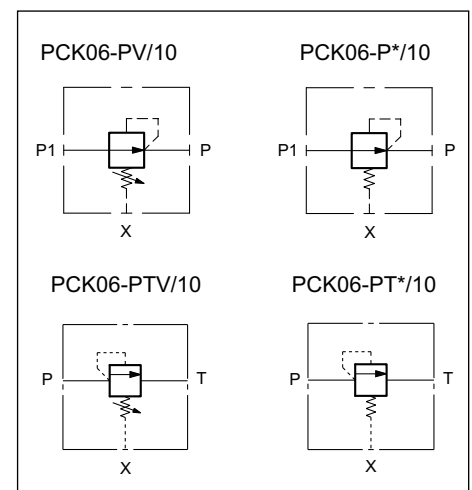 PCK06-PV/10 PCK06-P*/10
P1 P P1 P
X X
PCK06-PTV/10 PCK06-PT*/10
P T P T
X X